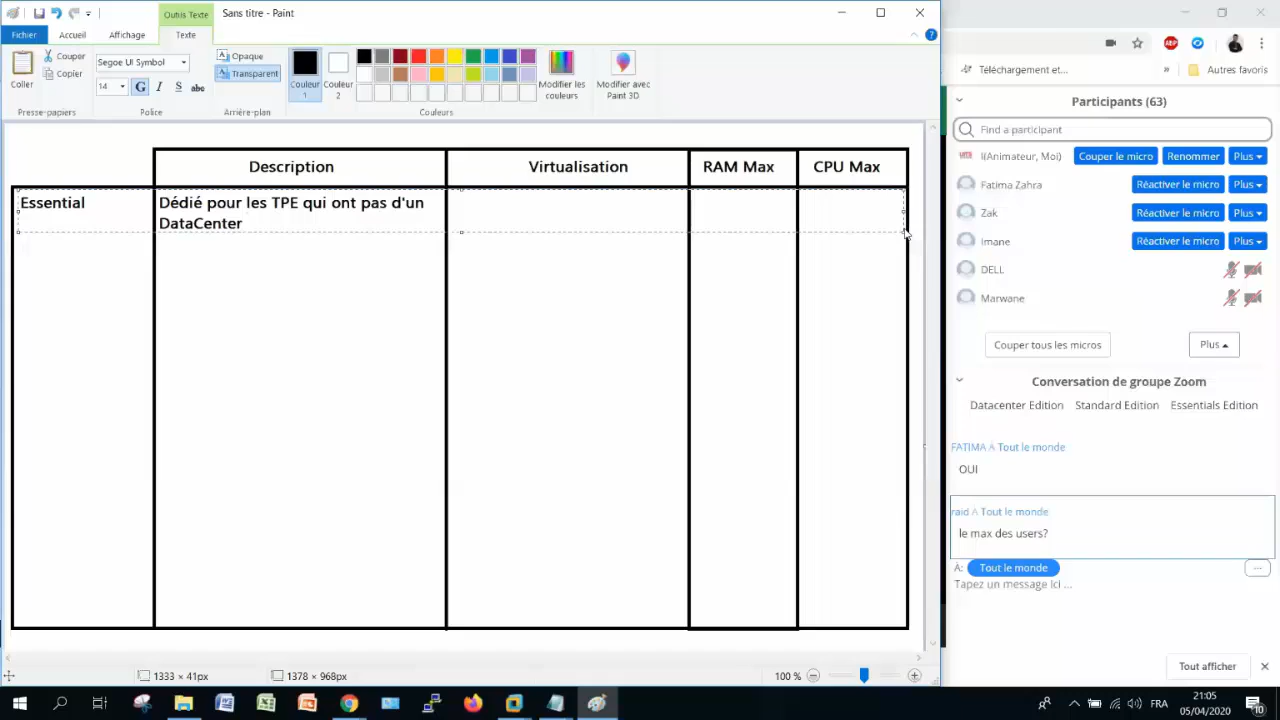 Outils Texte
Sans titre - Paint
Fichier
Accueil
Affichage
Texte
Coller
Couper
Copier
Presse-papiers
Segoe UI Symbol
14
G
I
S
abc
Police
Opaque
Transparent
Arrière-plan
Couleur 1
Couleur 2
Modifier les couleurs
Couleurs
Modifier avec Paint 3D
Description
Virtualisation
RAM Max
CPU Max
Essential
Dédié pour les TPE qui ont pas d'un
DataCenter
1333 × 41px
1378 × 968px
100 %
ABP
Téléchargement et...
»
Autres favoris
Participants (63)
Find a participant
I(Animateur, Moi)
Couper le micro
Renommer
Plus
Fatima Zahra
Réactiver le micro
Plus
Zak
Réactiver le micro
Plus
Imane
Réactiver le micro
Plus
DELL
Marwane
Couper tous les micros
Plus
Conversation de groupe Zoom
Datacenter Edition
Standard Edition
Essentials Edition
FATIMA À Tout le monde
OUI
raid À Tout le monde
le max des users?
À:
Tout le monde
...
Tapez un message Ici ...
Tout afficher
FRA
21:05
05/04/2020
10